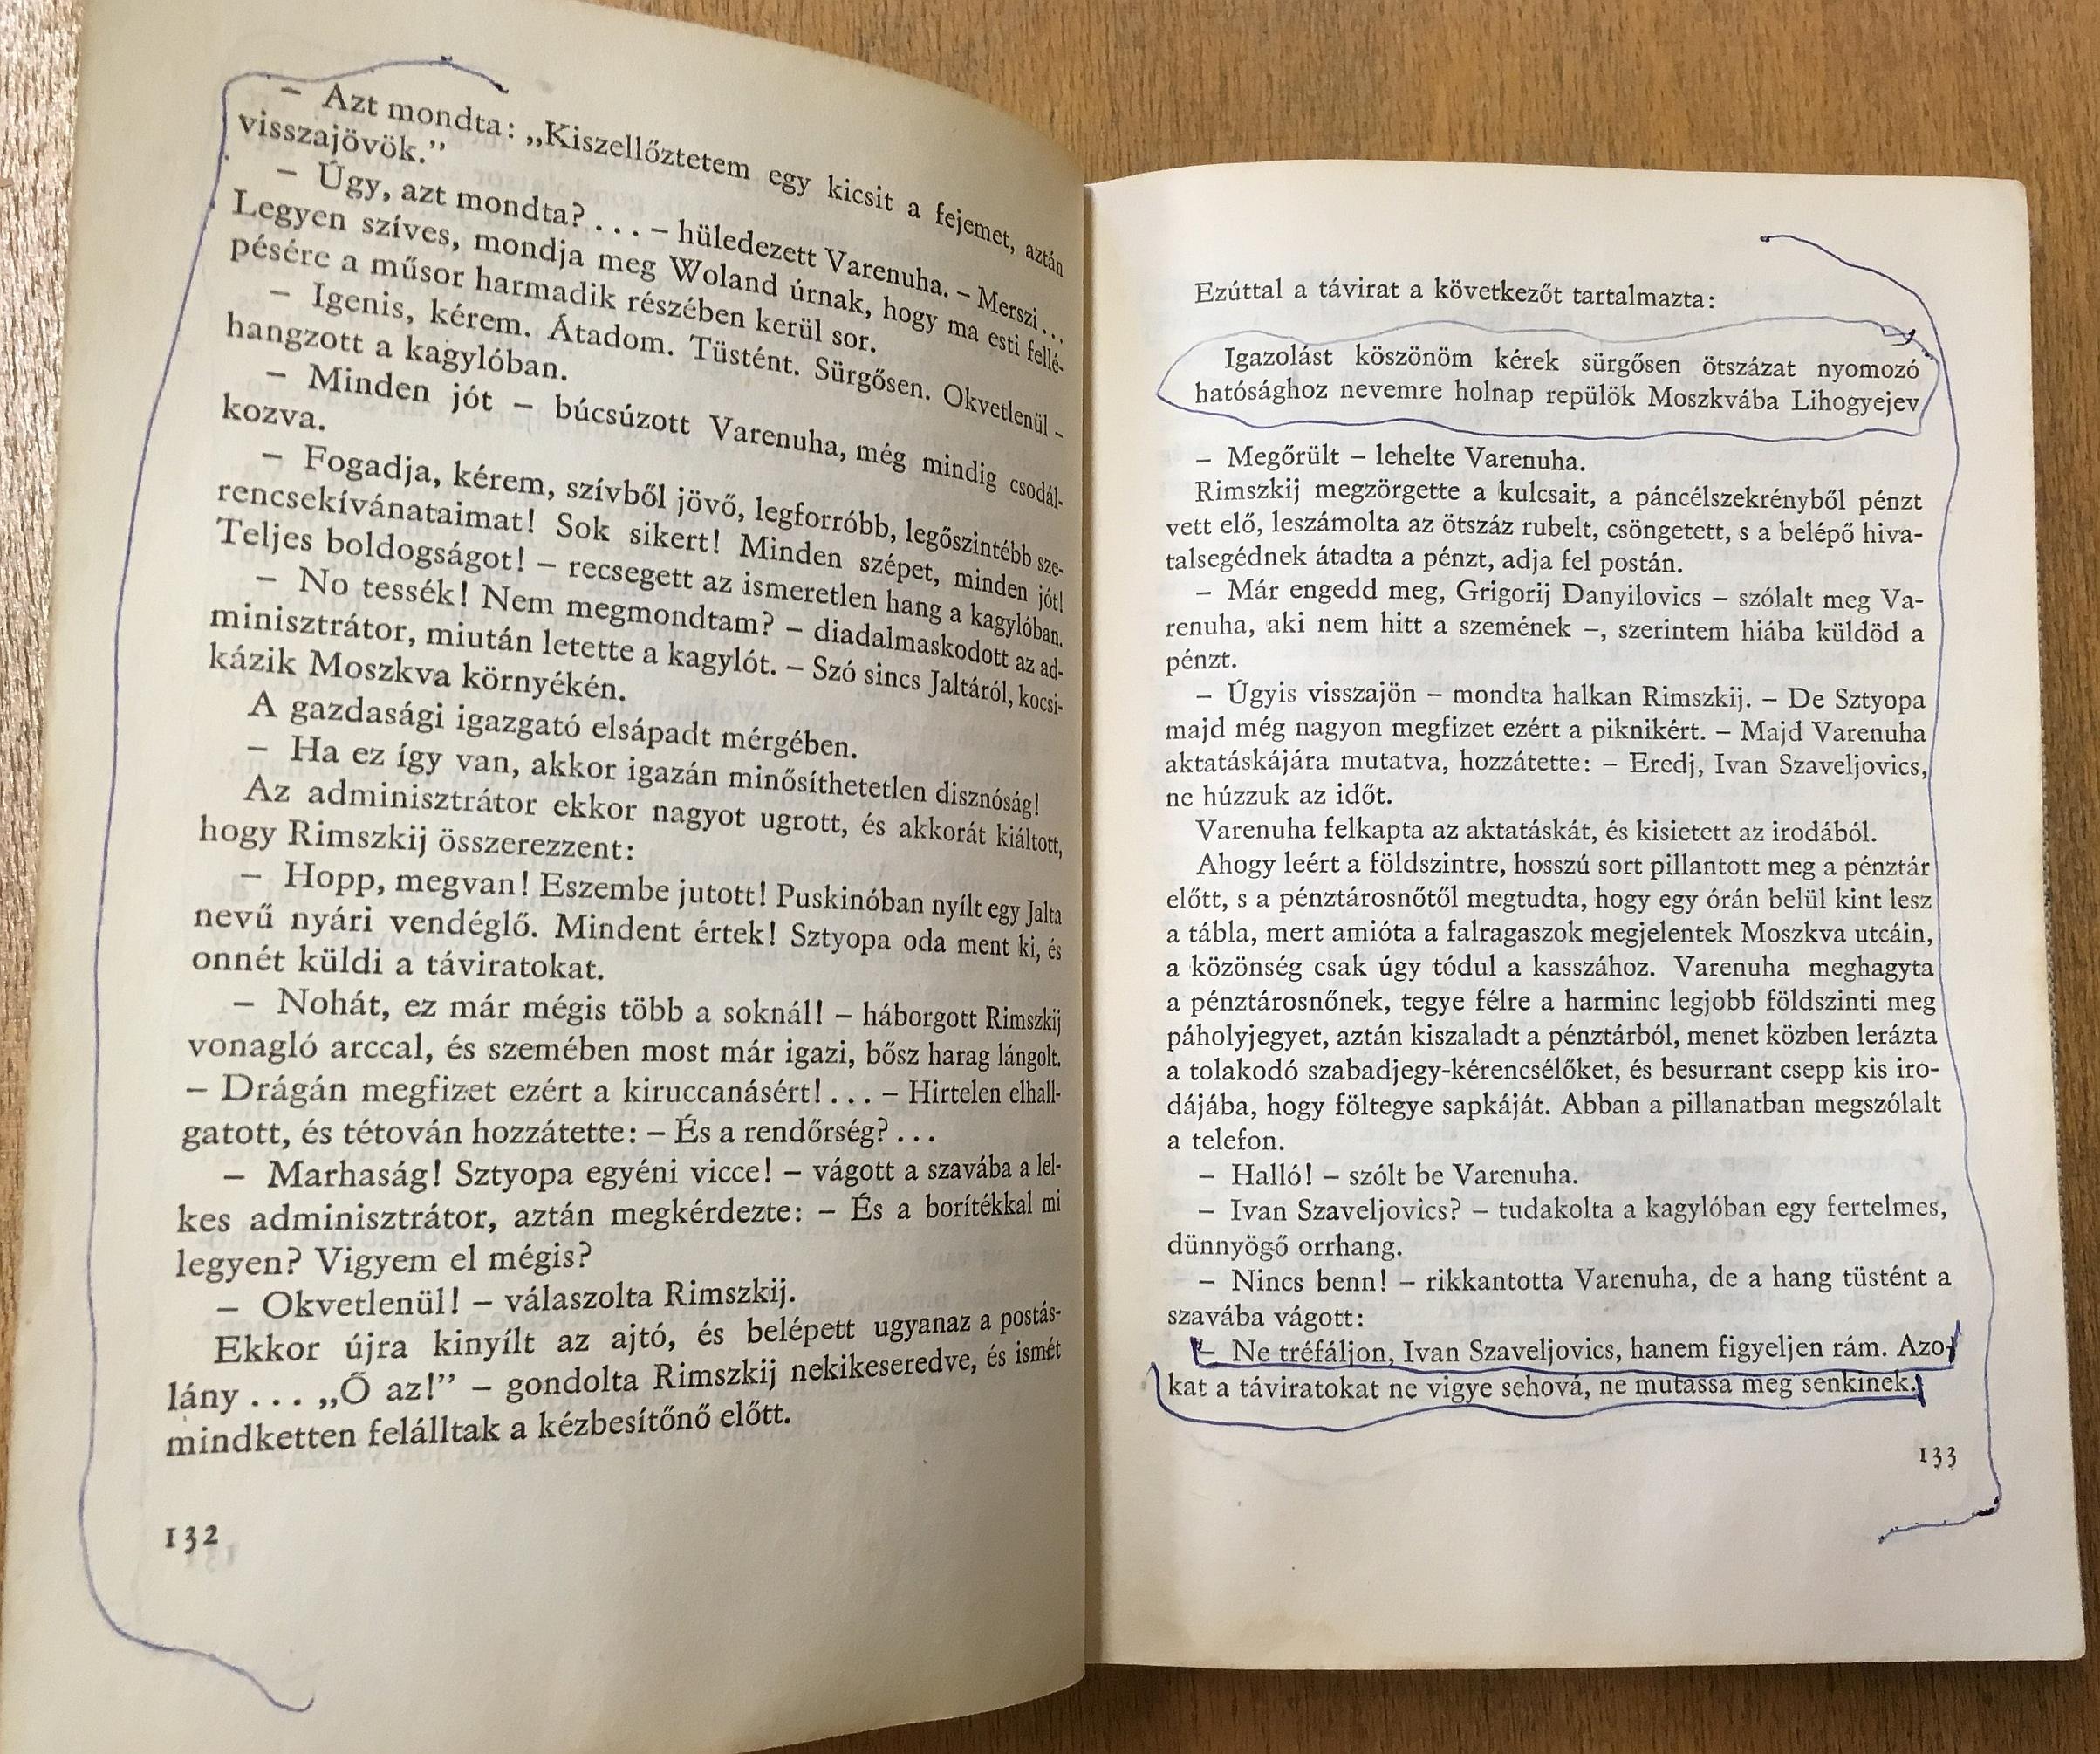 – Azt mondta: „Kiszellőztetem egy kicsit a fejemet, aztán
visszajövök.”
– Úgy, azt mondta? . . . – hüledezett Varenuha. – Merszi . . .
Legyen szíves, mondja meg Woland úrnak, hogy ma esti fellé-
pésére a műsor harmadik részében kerül sor.
– Igenis, kérem. Átadom. Tüstént. Sürgősen. Okvetlenül –
hangzott a kagylóban.
– Minden jót – búcsúzott Varenuha, még mindig csodál-
kozva.
– Fogadja, kérem, szívből jövő, legforróbb, legőszintébb sze-
rencsekívánataimat! Sok sikert! Minden szépet, minden jót!
Teljes boldogságot! – recsegett az ismeretlen hang a kagylóban.
– No tessék! Nem megmondtam? – diadalmaskodott az ad-
minisztrátor, miután letette a kagylót. – Szó sincs Jaltáról, kocsi-
kázik Moszkva környékén.
A gazdasági igazgató elsápadt mérgében.
– Ha ez így van, akkor igazán minősíthetetlen disznóság!
Az adminisztrátor ekkor nagyot ugrott, és akkorát kiáltott,
hogy Rimszkij összerezzent:
– Hopp, megvan! Eszembe jutott! Puskinóban nyílt egy Jalta
nevű nyári vendéglő. Mindent értek! Sztyopa oda ment ki, és
onnét küldi a táviratokat.
– Nohát, ez már mégis több a soknál! – háborgott Rimszkij
vonagló arccal, és szemében most már igazi, bősz harag lángolt.
– Drágán megfizet ezért a kiruccanásért! . . . – Hirtelen elhall-
gatott, és tétován hozzátette: – És a rendőrség? . . .
– Marhaság! Sztyopa egyéni vicce! – vágott a szavába a lel-
kes adminisztrátor, aztán megkérdezte: – És a borítékkal mi
legyen? Vigyem el mégis?
– Okvetlenül! – válaszolta Rimszkij.
Ekkor újra kinyílt az ajtó, és belépett ugyanaz a postás-
lány . . . „Ő az!” – gondolta Rimszkij nekikeseredve, és ismét
mindketten felálltak a kézbesítőnő előtt.
132
Ezúttal a távirat a következőt tartalmazta:
Igazolást köszönöm kérek sürgősen ötszázat nyomozó
hatósághoz nevemre holnap repülök Moszkvába Lihogyejev
– Megőrült – lehelte Varenuha.
Rimszkij megzörgette a kulcsait, a páncélszekrényből pénzt
vett elő, leszámolta az ötszáz rubelt, csöngetett, s a belépő hiva-
talsegédnek átadta a pénzt, adja fel postán.
– Már engedd meg, Grigorij Danyilovics – szólalt meg Va-
renuha, aki nem hitt a szemének –, szerintem hiába küldöd a
pénzt.
– Úgyis visszajön – mondta halkan Rimszkij. – De Sztyopa
majd még nagyon megfizet ezért a piknikért. – Majd Varenuha
aktatáskájára mutatva, hozzátette: – Eredj, Ivan Szaveljovics,
ne húzzuk az időt.
Varenuha felkapta az aktatáskát, és kisietett az irodából.
Ahogy leért a földszintre, hosszú sort pillantott meg a pénztár
előtt, s a pénztárosnőtől megtudta, hogy egy órán belül kint lesz
a tábla, mert amióta a falragaszok megjelentek Moszkva utcáin,
a közönség csak úgy tódul a kasszához. Varenuha meghagyta
a pénztárosnőnek, tegye félre a harminc legjobb földszinti meg
páholyjegyet, aztán kiszaladt a pénztárból, menet közben lerázta
a tolakodó szabadjegy-kérencsélőket, és besurrant csepp kis iro-
dájába, hogy föltegye sapkáját. Abban a pillanatban megszólalt
a telefon.
– Halló! – szólt be Varenuha.
– Ivan Szaveljovics? – tudakolta a kagylóban egy fertelmes,
dünnyögő orrhang.
– Nincs benn! – rikkantotta Varenuha, de a hang tüstént a
szavába vágott:
– Ne tréfáljon, Ivan Szaveljovics, hanem figyeljen rám. Azo-
kat a táviratokat ne vigye sehová, ne mutassa meg senkinek.
133